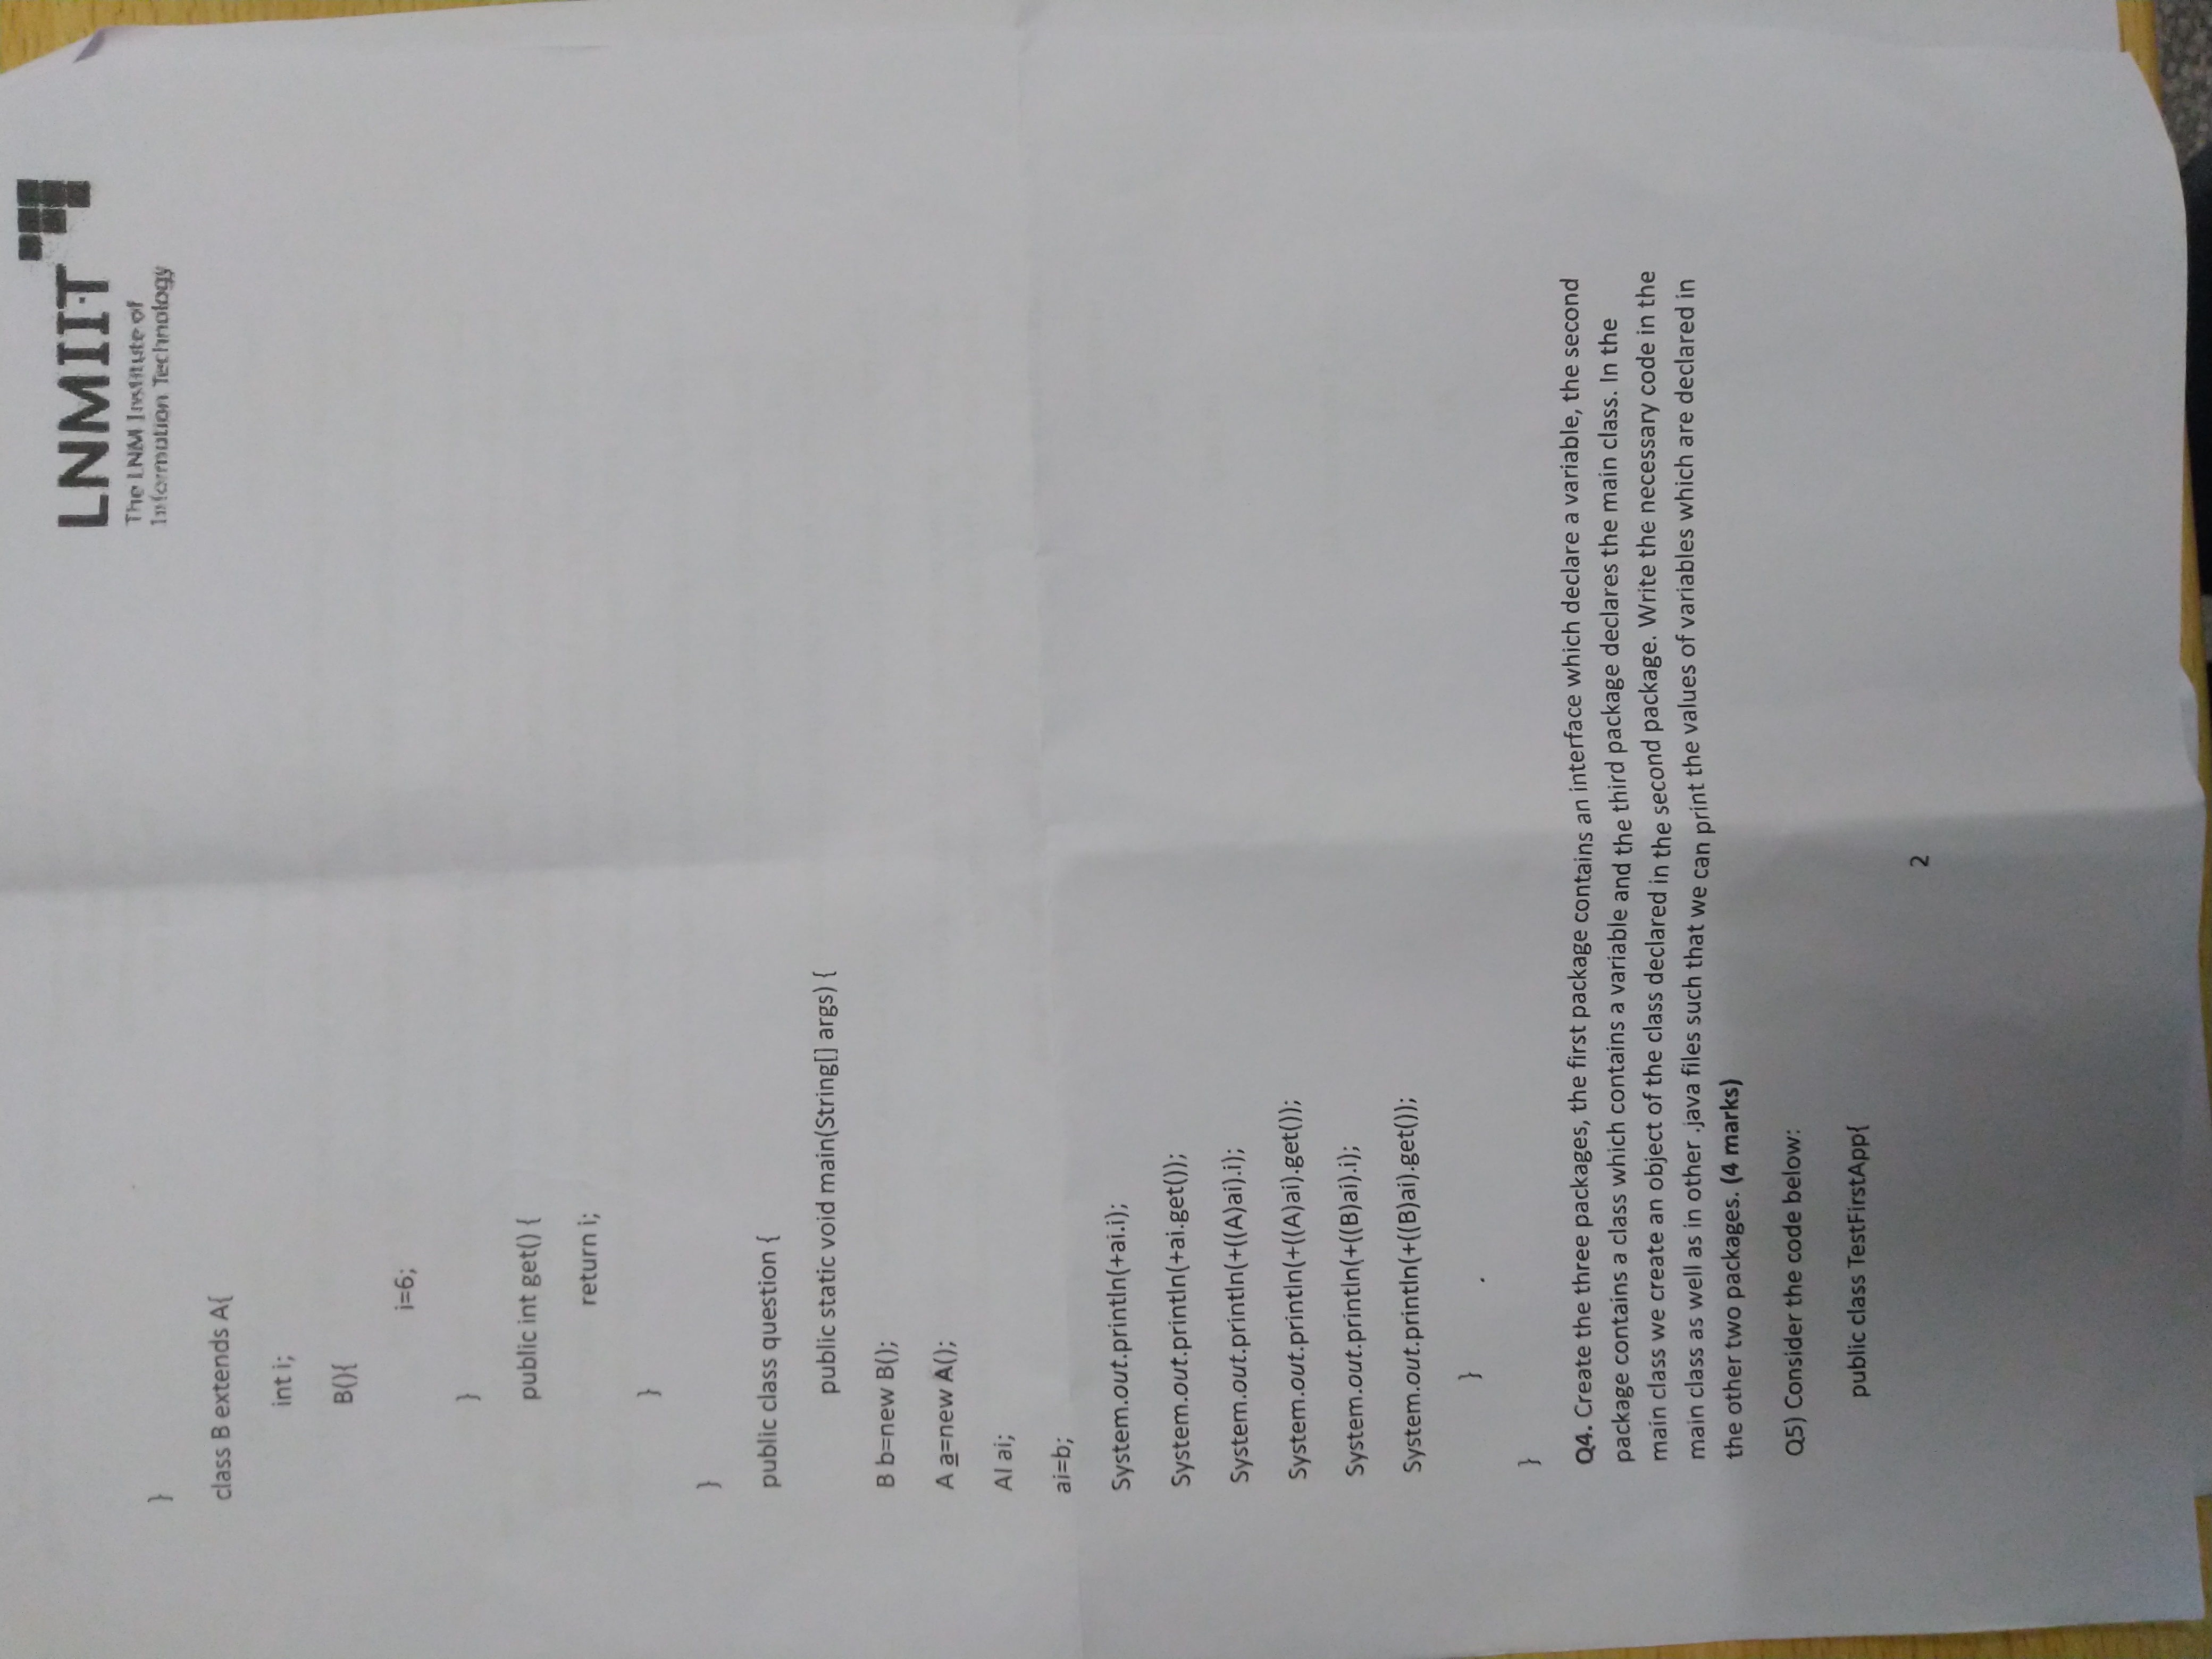 LNMIIT
The LNM Institute of
Information Technology
}
class B extends A{
int i;
B(){
i=6;
}
public int get() {
return i;
}
}
public class question {
public static void main(String[] args) {
B b=new B();
A a=new A();
AI ai;
ai=b;
System.out.println(+ai.i);
System.out.println(+ai.get());
System.out.println(+((A)ai).i);
System.out.println(+((A)ai).get());
System.out.println(+((B)ai).i);
System.out.println(+((B)ai).get());
}
}
Q4. Create the three packages, the first package contains an interface which declare a variable, the second
package contains a class which contains a variable and the third package declares the main class. In the
main class we create an object of the class declared in the second package. Write the necessary code in the
main class as well as in other .java files such that we can print the values of variables which are declared in
the other two packages. (4 marks)
Q5) Consider the code below:
public class TestFirstApp{
2